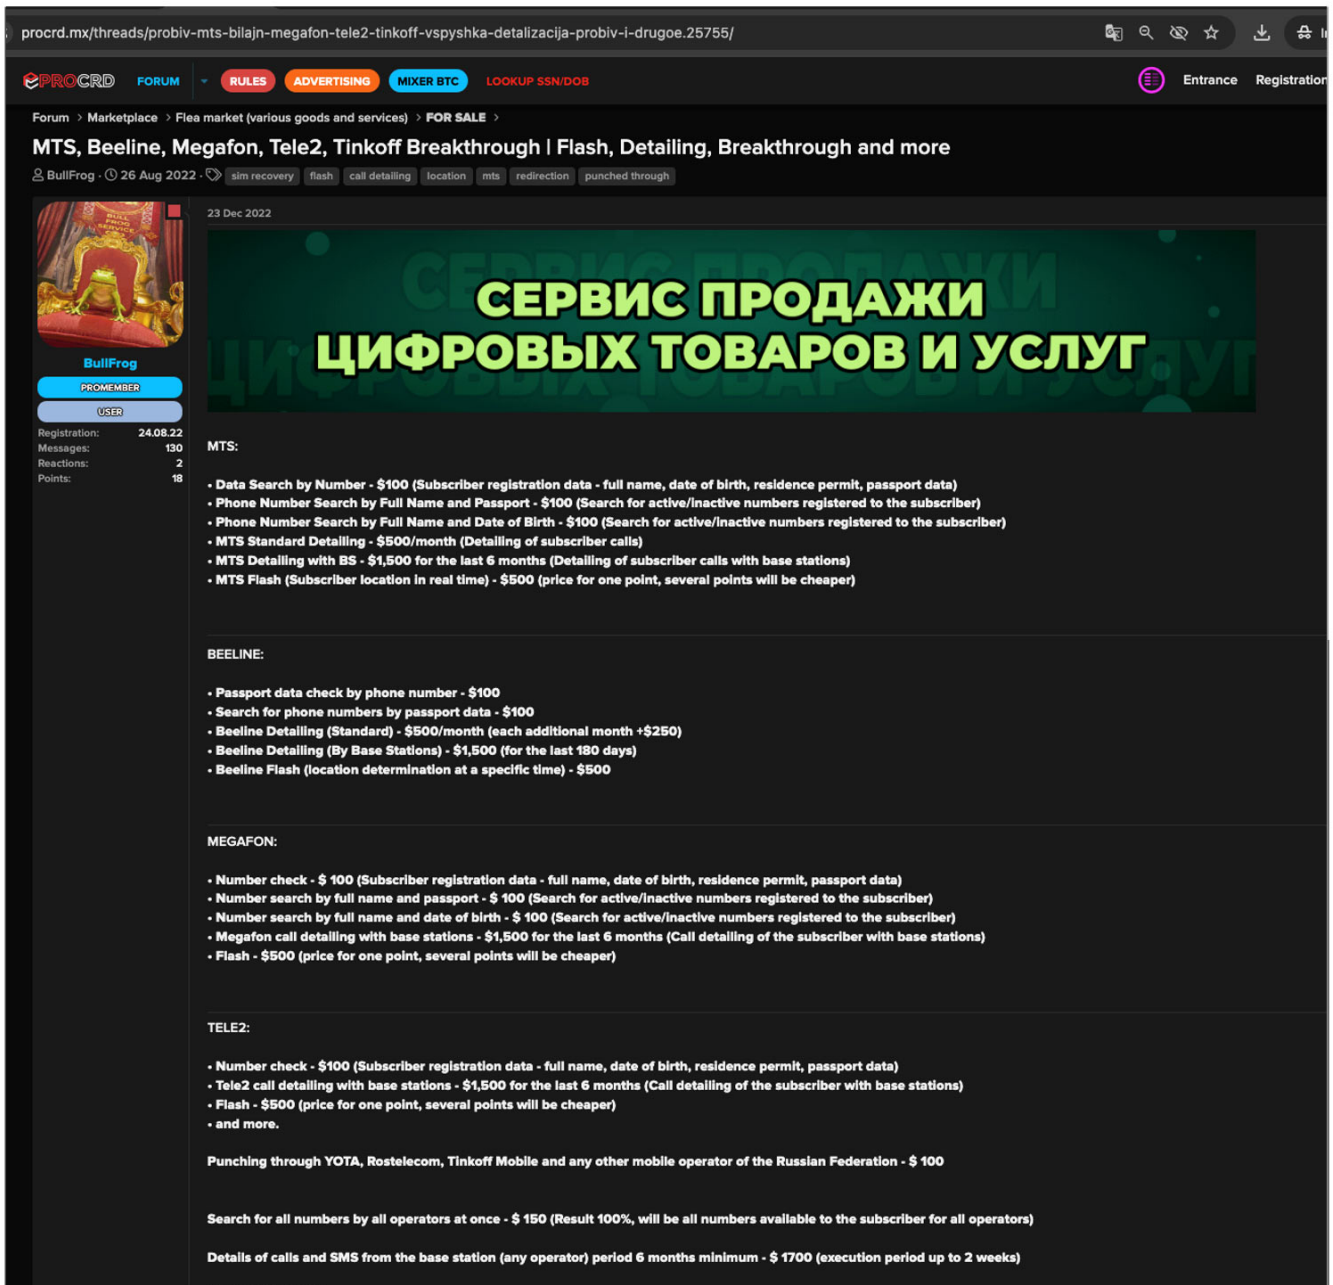 procrd.mx/threads/probiv-mts-bilajn-megafon-tele2-tinkoff-vspyshka-detalizacija-probiv-i-drugoe.25755/
PROCRD FORUM RULES ADVERTISING MIXER BTC LOOKUP SSN/DOB Entrance Registration
Forum > Marketplace > Flea market (various goods and services) > FOR SALE >
MTS, Beeline, Megafon, Tele2, Tinkoff Breakthrough | Flash, Detailing, Breakthrough and more
BullFrog · 26 Aug 2022 · sim recovery flash call detailing location mts redirection punched through
BULL
FROG
SERVICE
BullFrog
PROMEMBER
USER
Registration: 24.08.22
Messages: 130
Reactions: 2
Points: 18
23 Dec 2022
СЕРВИС ПРОДАЖИ
ЦИФРОВЫХ ТОВАРОВ И УСЛУГ
MTS:
• Data Search by Number - $100 (Subscriber registration data - full name, date of birth, residence permit, passport data)
• Phone Number Search by Full Name and Passport - $100 (Search for active/inactive numbers registered to the subscriber)
• Phone Number Search by Full Name and Date of Birth - $100 (Search for active/inactive numbers registered to the subscriber)
• MTS Standard Detailing - $500/month (Detailing of subscriber calls)
• MTS Detailing with BS - $1,500 for the last 6 months (Detailing of subscriber calls with base stations)
• MTS Flash (Subscriber location in real time) - $500 (price for one point, several points will be cheaper)
BEELINE:
• Passport data check by phone number - $100
• Search for phone numbers by passport data - $100
• Beeline Detailing (Standard) - $500/month (each additional month +$250)
• Beeline Detailing (By Base Stations) - $1,500 (for the last 180 days)
• Beeline Flash (location determination at a specific time) - $500
MEGAFON:
• Number check - $ 100 (Subscriber registration data - full name, date of birth, residence permit, passport data)
• Number search by full name and passport - $ 100 (Search for active/inactive numbers registered to the subscriber)
• Number search by full name and date of birth - $ 100 (Search for active/inactive numbers registered to the subscriber)
• Megafon call detailing with base stations - $1,500 for the last 6 months (Call detailing of the subscriber with base stations)
• Flash - $500 (price for one point, several points will be cheaper)
TELE2:
• Number check - $100 (Subscriber registration data - full name, date of birth, residence permit, passport data)
• Tele2 call detailing with base stations - $1,500 for the last 6 months (Call detailing of the subscriber with base stations)
• Flash - $500 (price for one point, several points will be cheaper)
• and more.
Punching through YOTA, Rostelecom, Tinkoff Mobile and any other mobile operator of the Russian Federation - $ 100
Search for all numbers by all operators at once - $ 150 (Result 100%, will be all numbers available to the subscriber for all operators)
Details of calls and SMS from the base station (any operator) period 6 months minimum - $ 1700 (execution period up to 2 weeks)